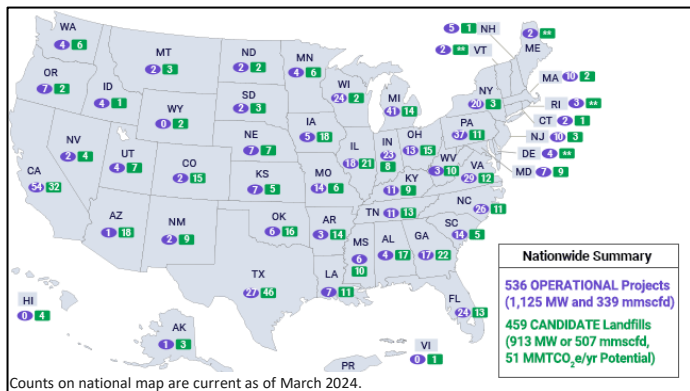 WA
4 6
OR
7 2
CA
54 32
NV
2 4
ID
4 1
MT
2 3
WY
0 2
UT
4 7
AZ
1 18
CO
2 15
NM
2 9
ND
2 2
SD
2 3
NE
7 7
KS
7 5
OK
6 16
TX
27 46
MN
4 6
IA
5 18
MO
14 6
AR
3 14
LA
7 11
WI
24 2
IL
18 21
MI
41 14
IN
23
8
OH
13 15
KY
11 9
TN 11 13
MS
6
10
AL
4 17
GA
17 22
FL
24 13
SC
14 5
NC
26 11
VA
29 12
WV
3 10
PA
37 11
NY
20 3
5 1 NH
2 ** VT
2 **
ME
MA 10 2
RI 3 **
CT 2 1
NJ 10 3
DE 4 **
MD 7 9
HI
0 4
AK
1 3
PR
VI
0 1
Nationwide Summary
536 OPERATIONAL Projects
(1,125 MW and 339 mmscfd)
459 CANDIDATE Landfills
(913 MW or 507 mmscfd,
51 MMTCO₂e/yr Potential)
Counts on national map are current as of March 2024.